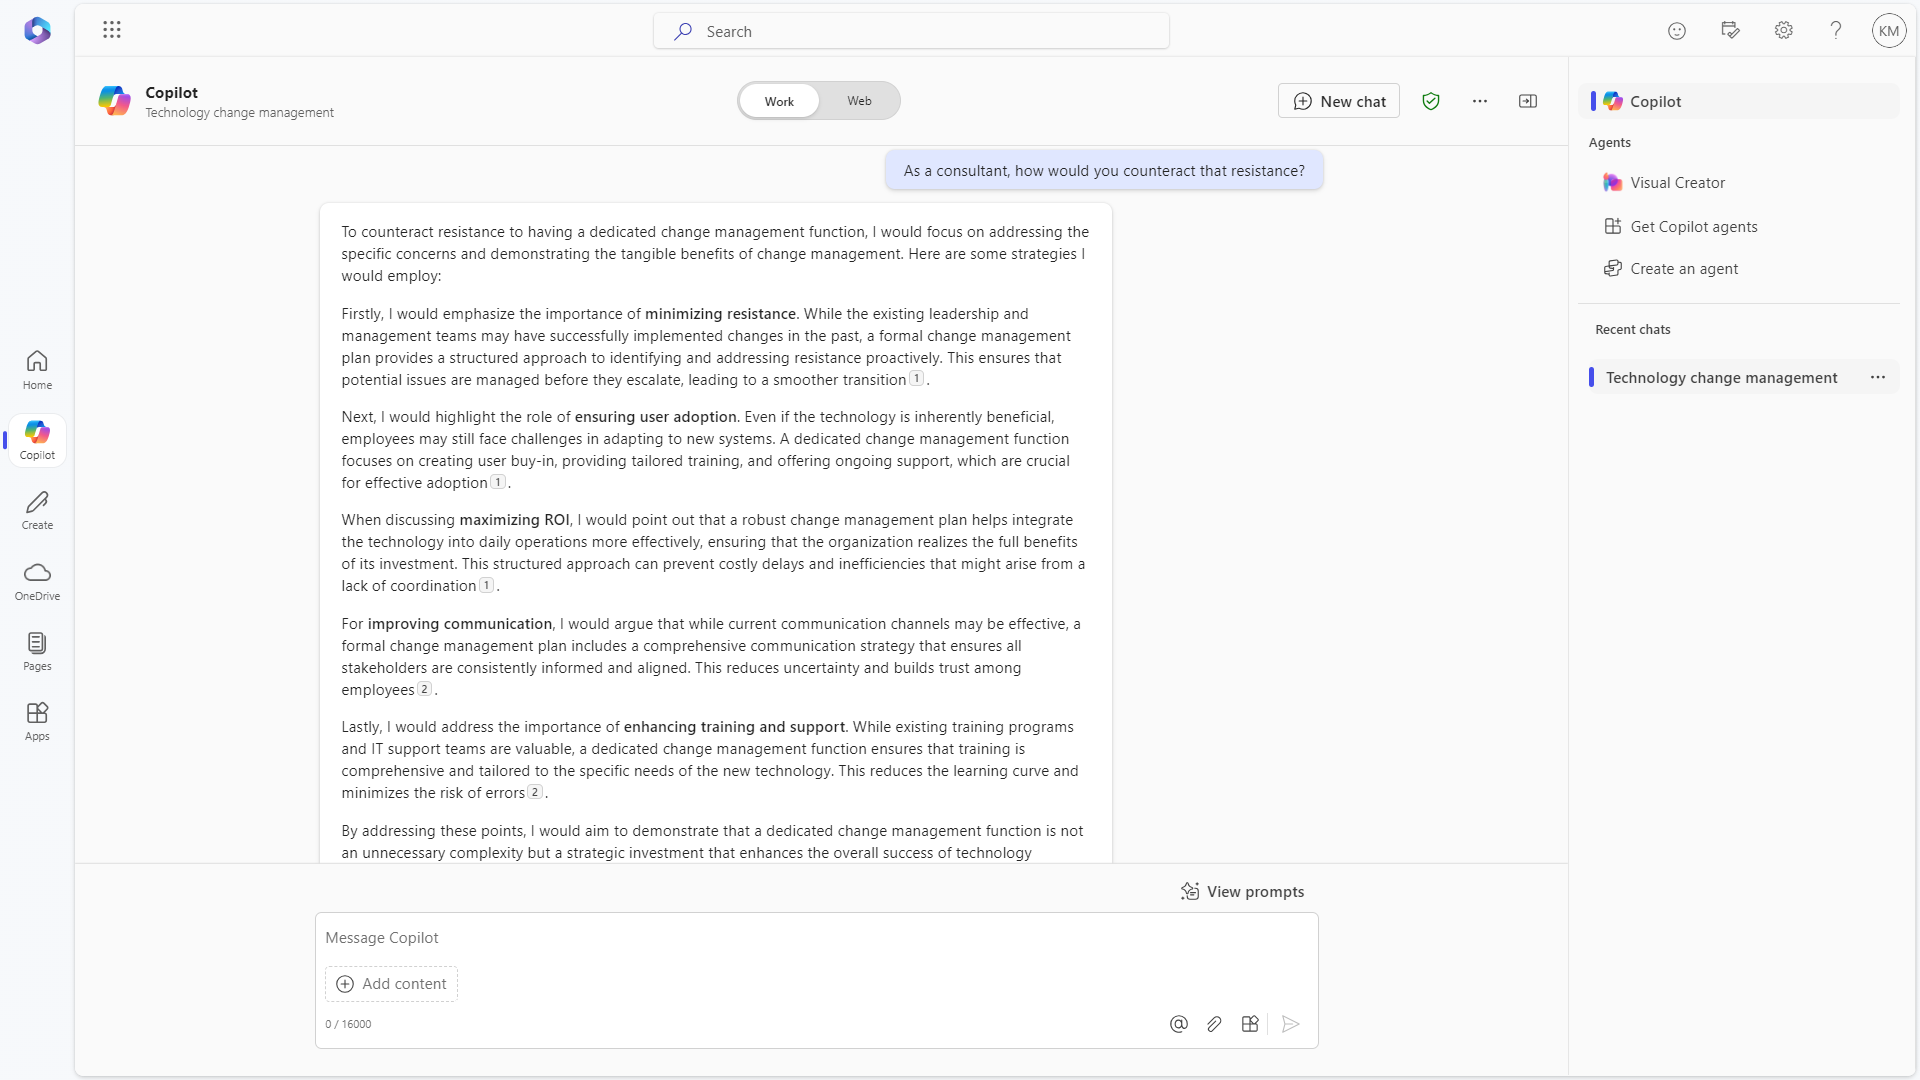 Search
KM
Copilot
Technology change management
Work
Web
New chat
Copilot
Agents
Visual Creator
Get Copilot agents
Create an agent
Recent chats
Technology change management
Home
Copilot
Create
OneDrive
Pages
Apps
As a consultant, how would you counteract that resistance?
To counteract resistance to having a dedicated change management function, I would focus on addressing the
specific concerns and demonstrating the tangible benefits of change management. Here are some strategies I
would employ:
Firstly, I would emphasize the importance of minimizing resistance. While the existing leadership and
management teams may have successfully implemented changes in the past, a formal change management
plan provides a structured approach to identifying and addressing resistance proactively. This ensures that
potential issues are managed before they escalate, leading to a smoother transition 1 .
Next, I would highlight the role of ensuring user adoption. Even if the technology is inherently beneficial,
employees may still face challenges in adapting to new systems. A dedicated change management function
focuses on creating user buy-in, providing tailored training, and offering ongoing support, which are crucial
for effective adoption 1 .
When discussing maximizing ROI, I would point out that a robust change management plan helps integrate
the technology into daily operations more effectively, ensuring that the organization realizes the full benefits
of its investment. This structured approach can prevent costly delays and inefficiencies that might arise from a
lack of coordination 1 .
For improving communication, I would argue that while current communication channels may be effective, a
formal change management plan includes a comprehensive communication strategy that ensures all
stakeholders are consistently informed and aligned. This reduces uncertainty and builds trust among
employees 2 .
Lastly, I would address the importance of enhancing training and support. While existing training programs
and IT support teams are valuable, a dedicated change management function ensures that training is
comprehensive and tailored to the specific needs of the new technology. This reduces the learning curve and
minimizes the risk of errors 2 .
By addressing these points, I would aim to demonstrate that a dedicated change management function is not
an unnecessary complexity but a strategic investment that enhances the overall success of technology
View prompts
Message Copilot
Add content
0 / 16000